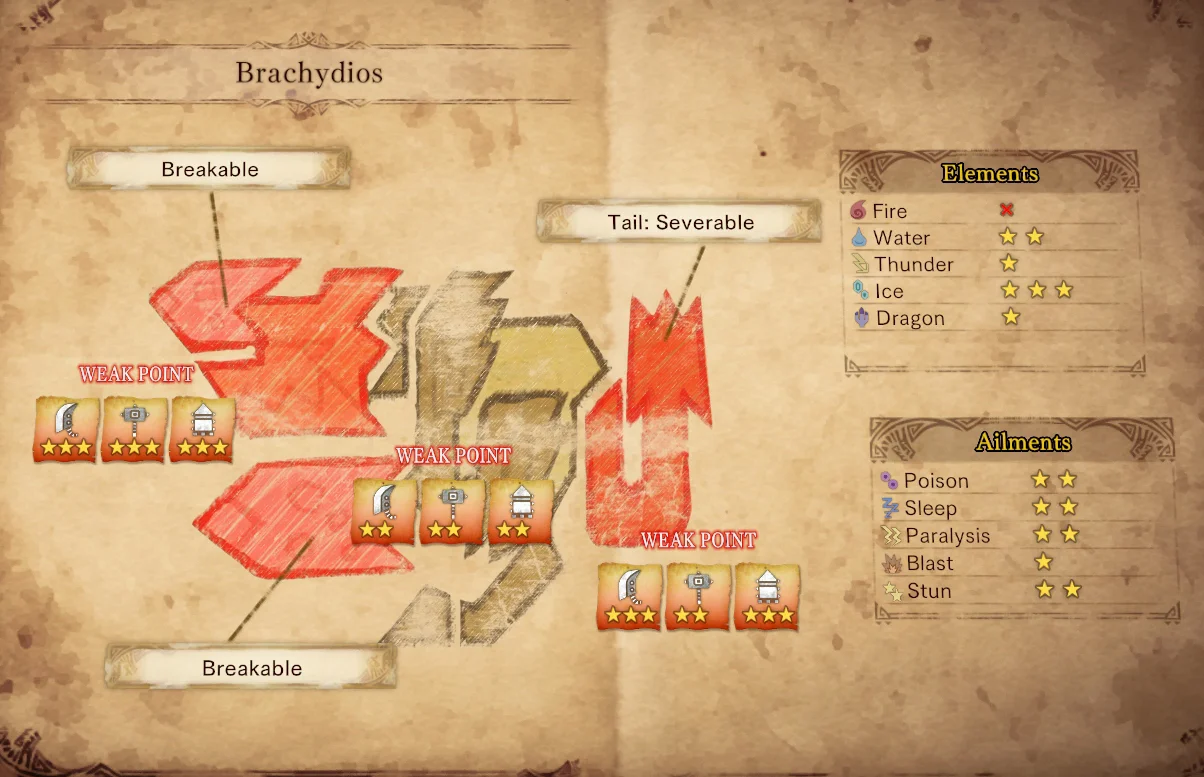 Brachydios
Breakable
Tail: Severable
WEAK POINT
WEAK POINT
WEAK POINT
Breakable
Elements
Fire
Water
Thunder
Ice
Dragon
Ailments
Poison
Sleep
Paralysis
Blast
Stun